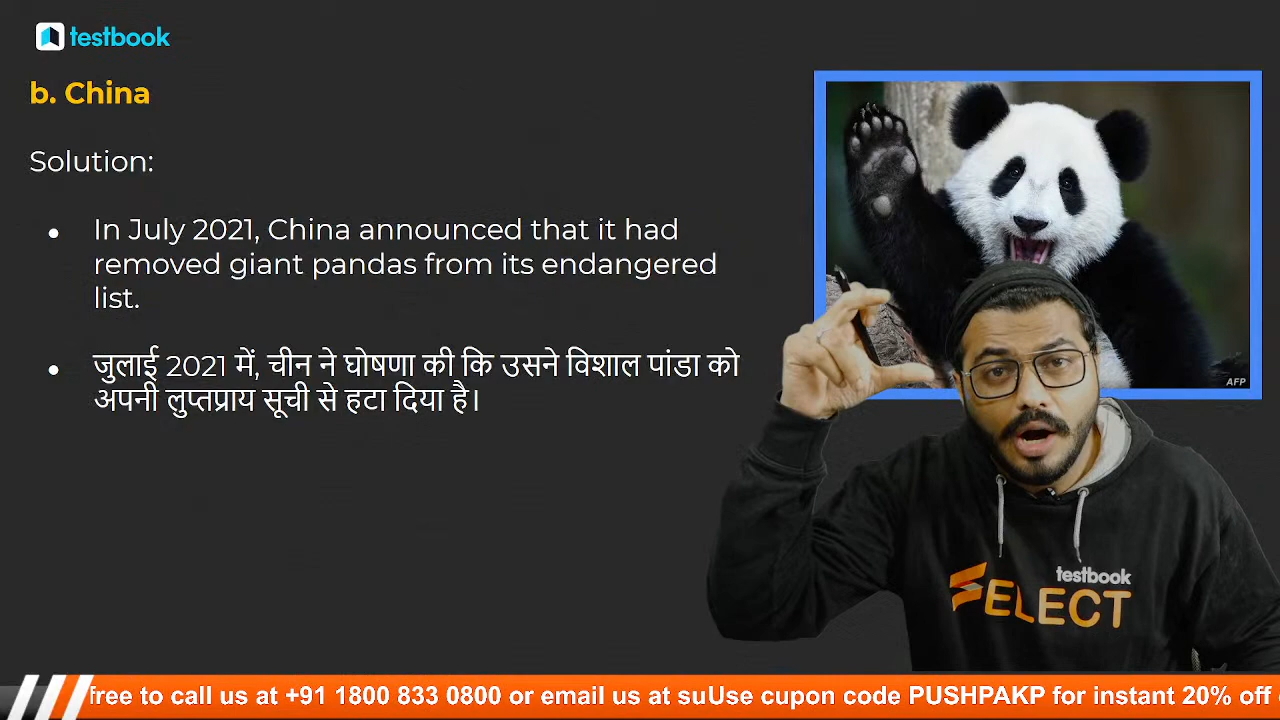 testbook
b. China
Solution:
• In July 2021, China announced that it had
removed giant pandas from its endangered
list.
• जुलाई 2021 में, चीन ने घोषणा की कि उसने विशाल पांडा को
अपनी लुप्तप्राय सूची से हटा दिया है।
AFP
testbook
SELECT
free to call us at +91 1800 833 0800 or email us at suUse cupon code PUSHPAKP for instant 20% off